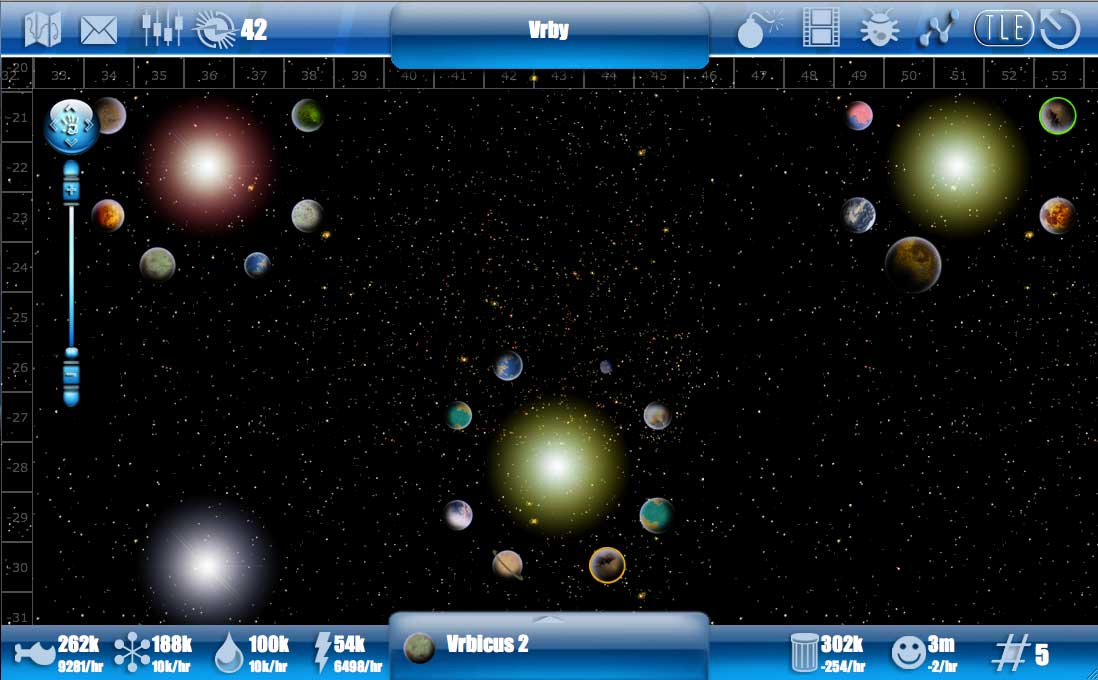 42
Vrby
TLE
32 33 34 35 36 37 38 39 40 41 42 43 44 45 46 47 48 49 50 51 52 53
-20
-21
-22
-23
-24
-25
-26
-27
-28
-29
-30
-31
262k
9281/hr
188k
10k/hr
100k
10k/hr
54k
6498/hr
Vrbicus 2
302k
-254/hr
3m
-2/hr
# 5